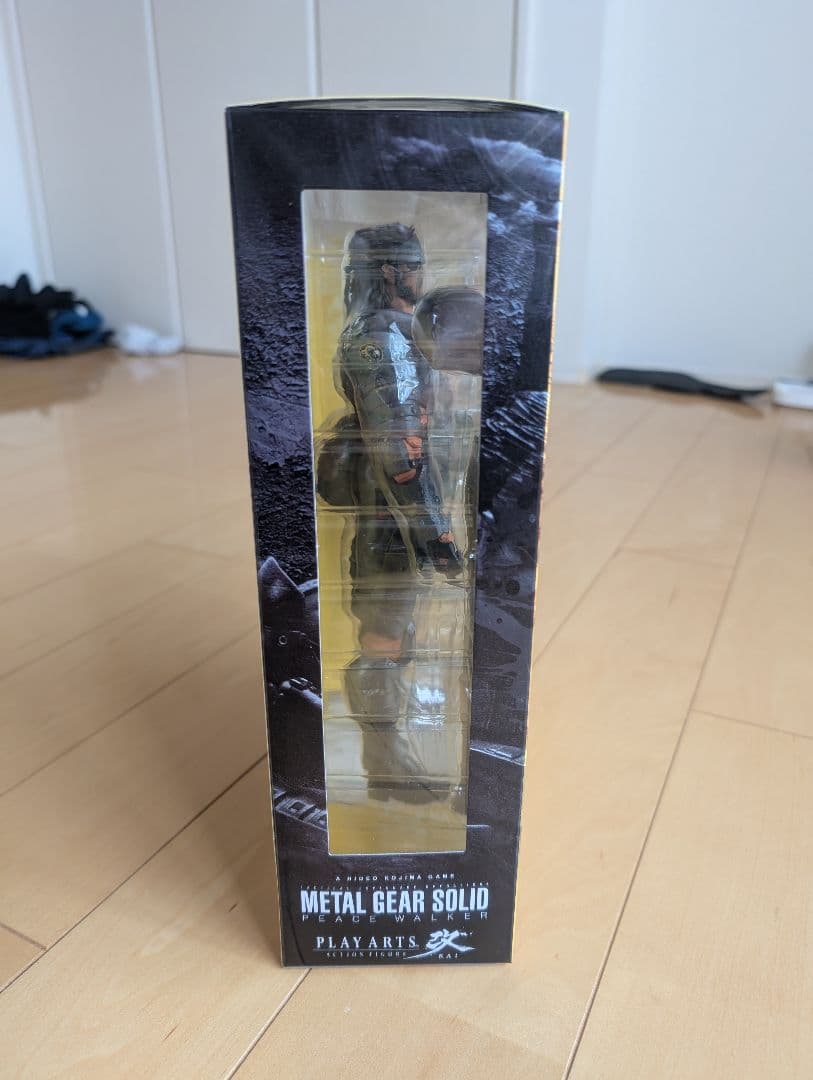 A HIDEO KOJIMA GAME
METAL GEAR SOLID
PEACE WALKER
PLAY ARTS 改
ACTION FIGURE KAI